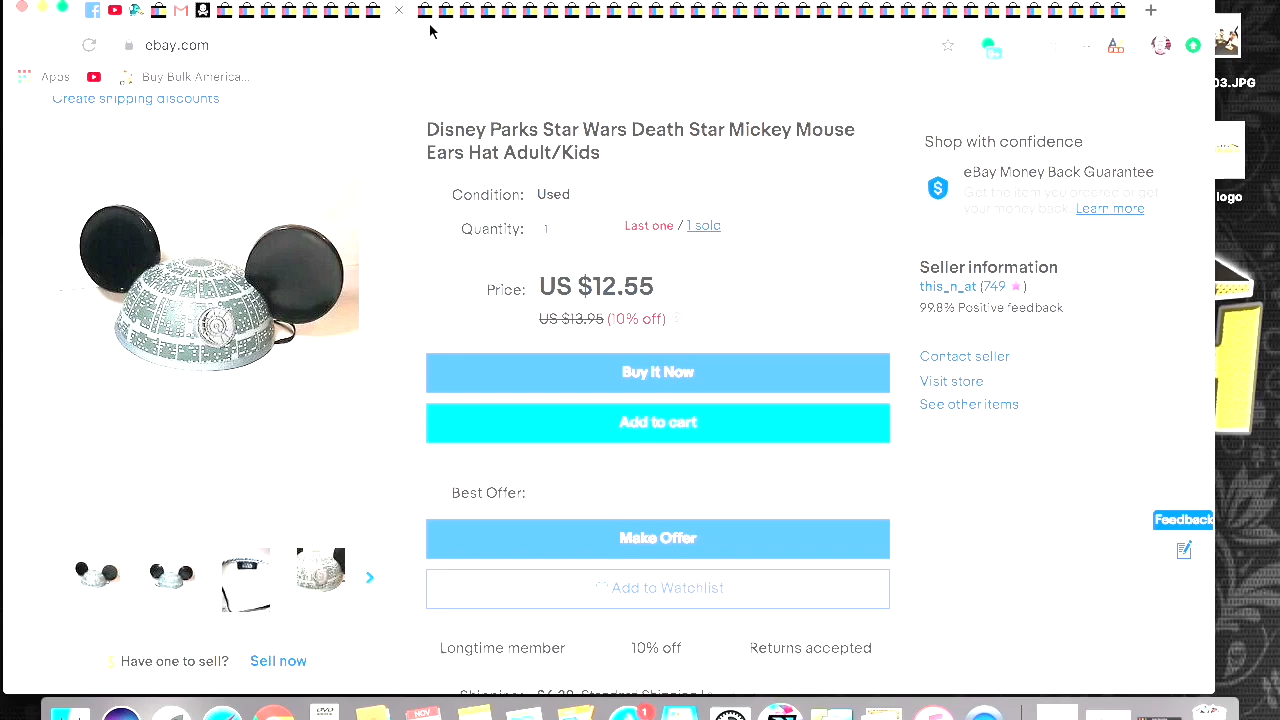 ebay.com
Apps
Buy Bulk America...
Create shipping discounts
Disney Parks Star Wars Death Star Mickey Mouse
Ears Hat Adult/Kids
Condition: Used
Quantity: 1
Last one / 1 sold
Price: US $12.55
US $13.95 (10% off)
Buy It Now
Add to cart
Best Offer:
Make Offer
Add to Watchlist
Longtime member
10% off
Returns accepted
Have one to sell? Sell now
Shop with confidence
eBay Money Back Guarantee
Get the item you ordered or get
your money back. Learn more
Seller information
this_n_at (749 )
99.8% Positive feedback
Contact seller
Visit store
See other items
Feedback
03.JPG
logo
NOV
DVD